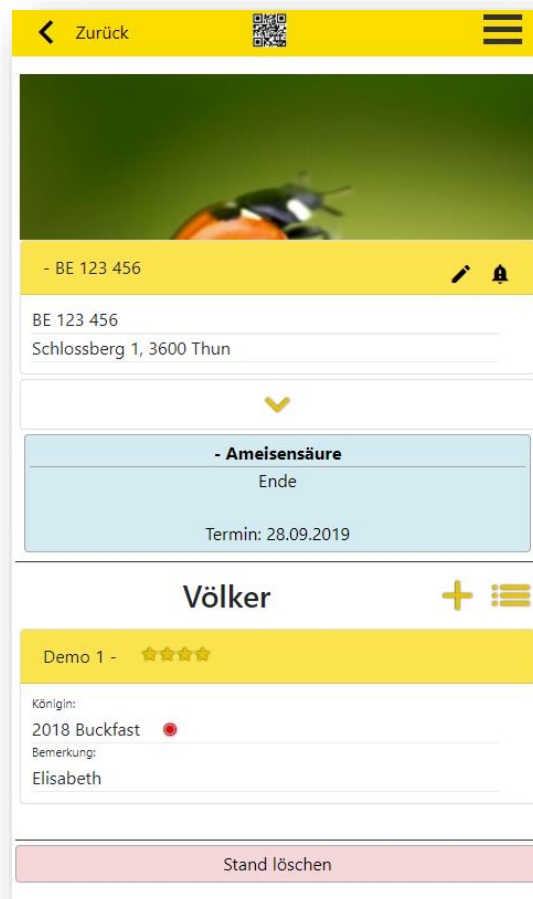 Zurück
- BE 123 456
BE 123 456
Schlossberg 1, 3600 Thun
- Ameisensäure
Ende
Termin: 28.09.2019
Völker
Demo 1 -
Königin:
2018 Buckfast
Bemerkung:
Elisabeth
Stand löschen